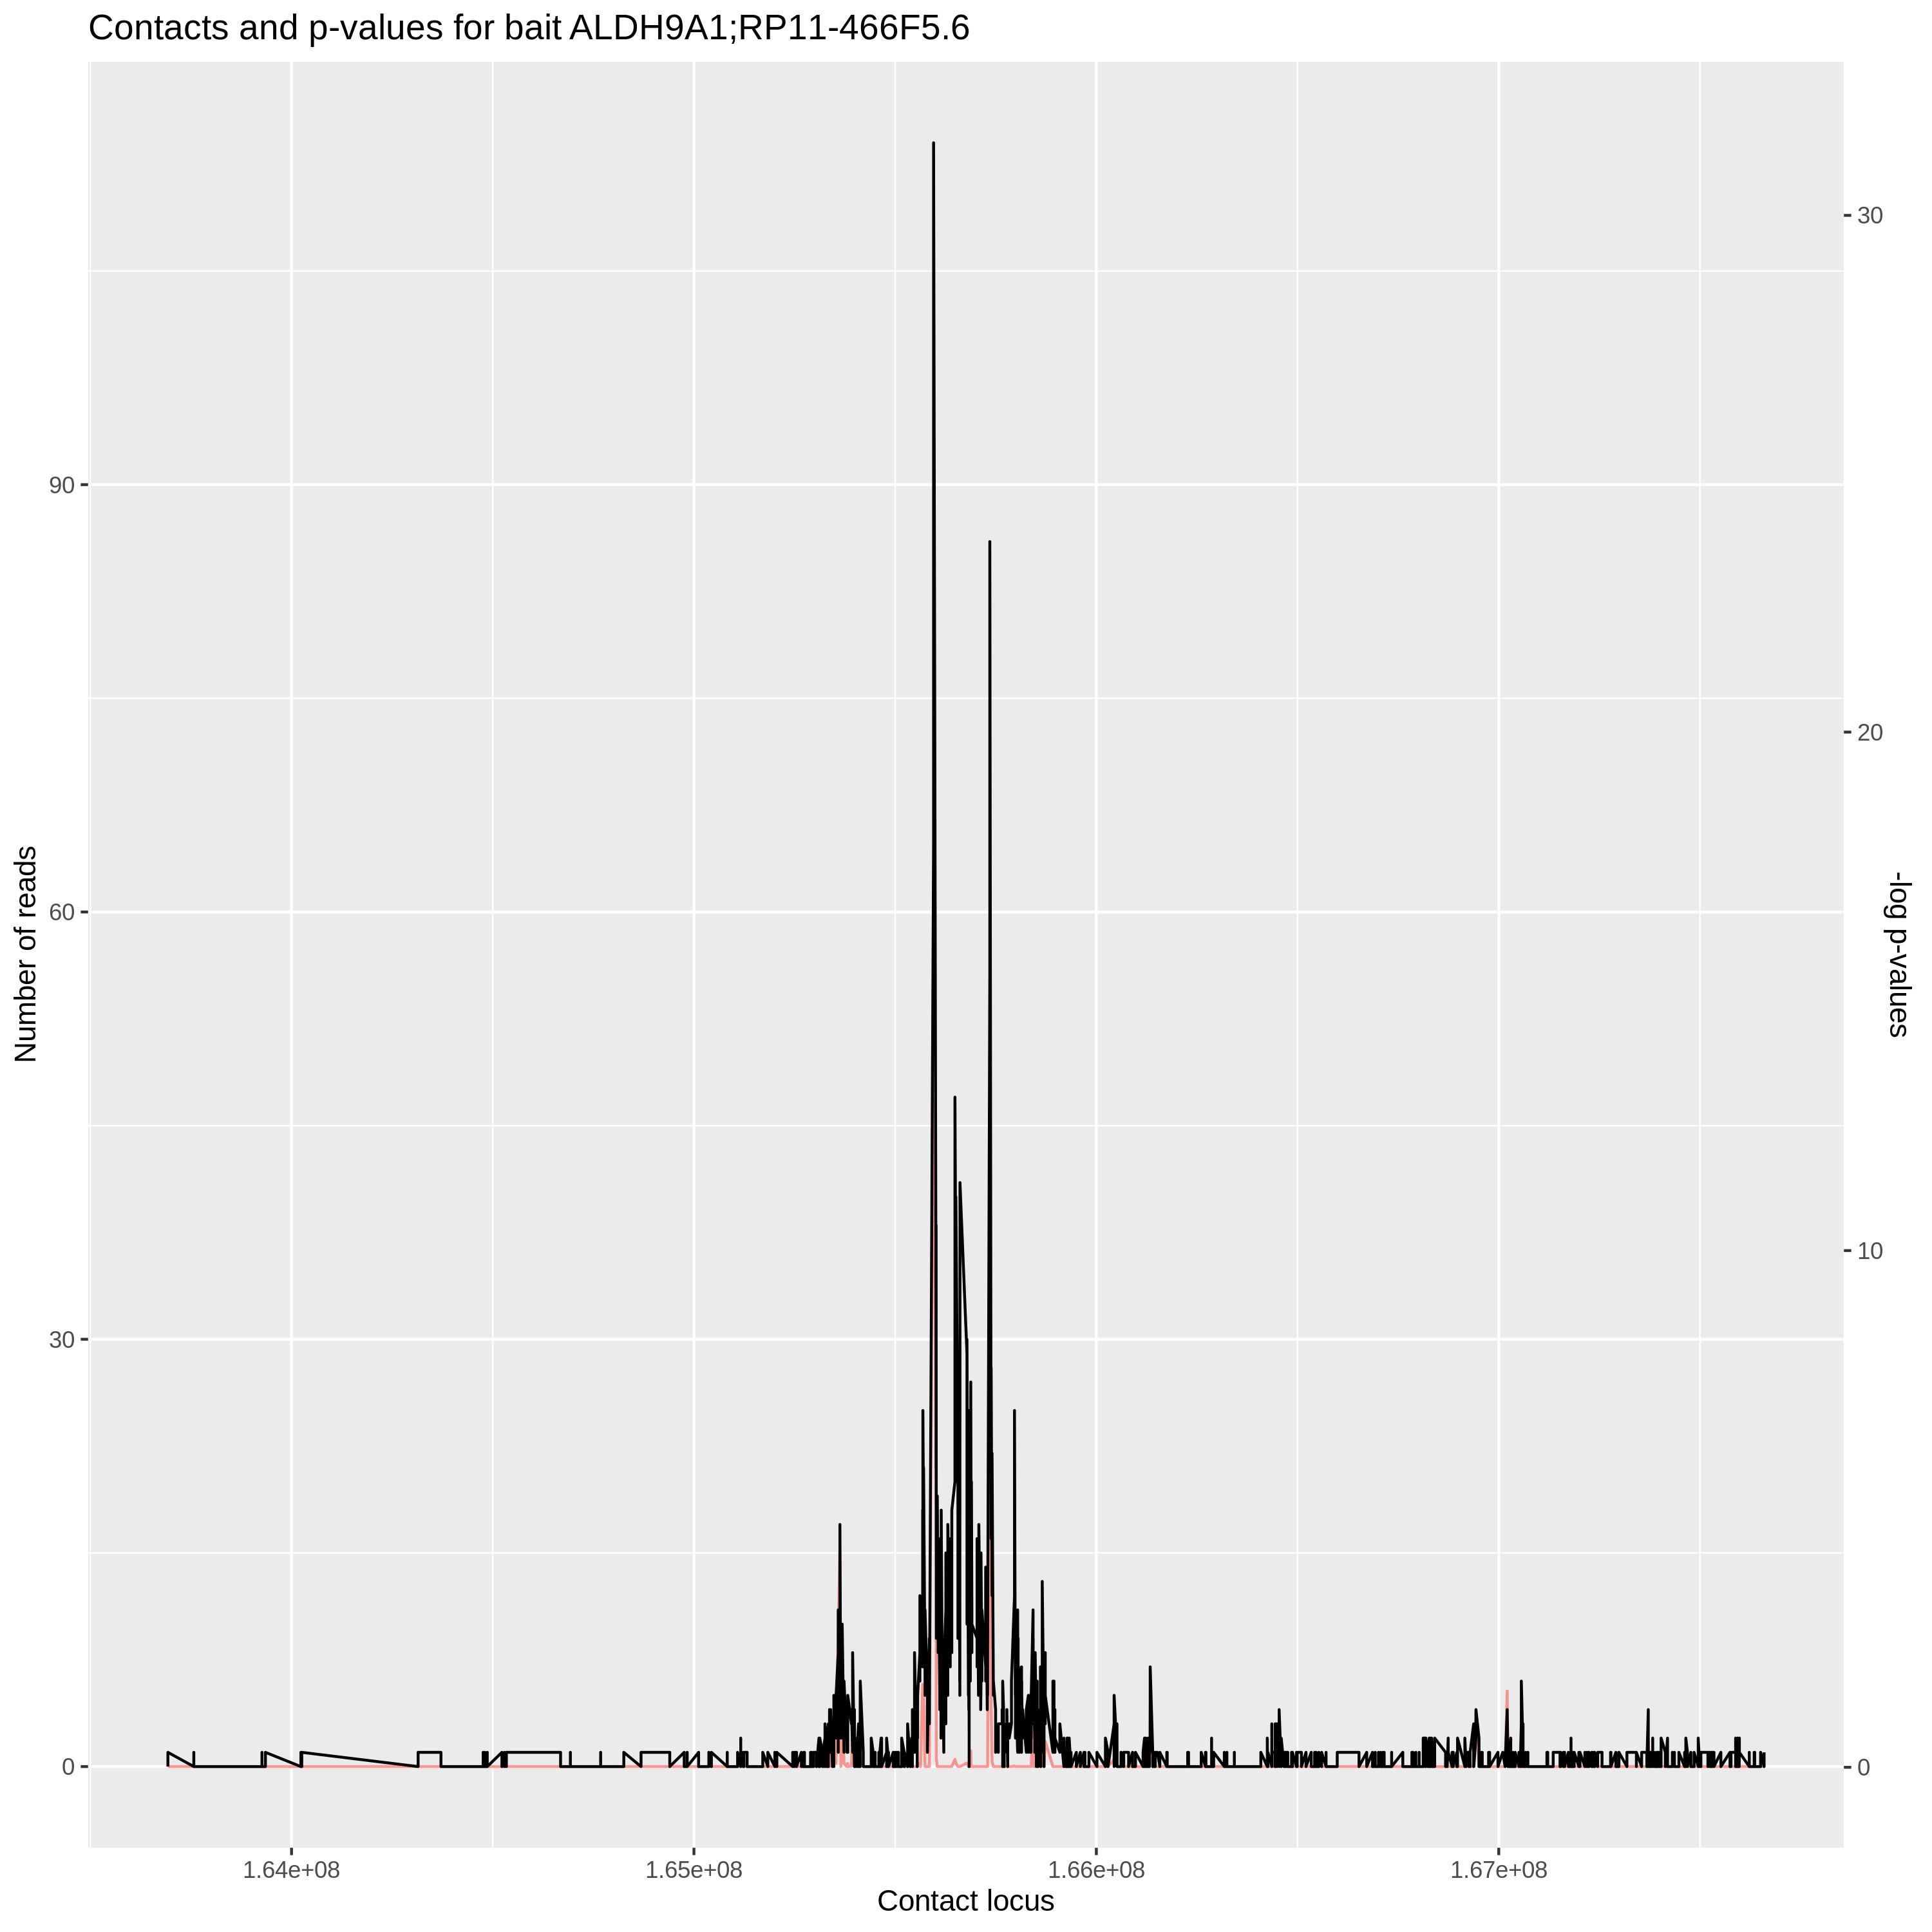 Contacts and p-values for bait ALDH9A1;RP11-466F5.6
30
90
20
Number of reads
60
-log p-values
10
30
0
0
1.64e+08
1.65e+08
1.66e+08
1.67e+08
Contact locus